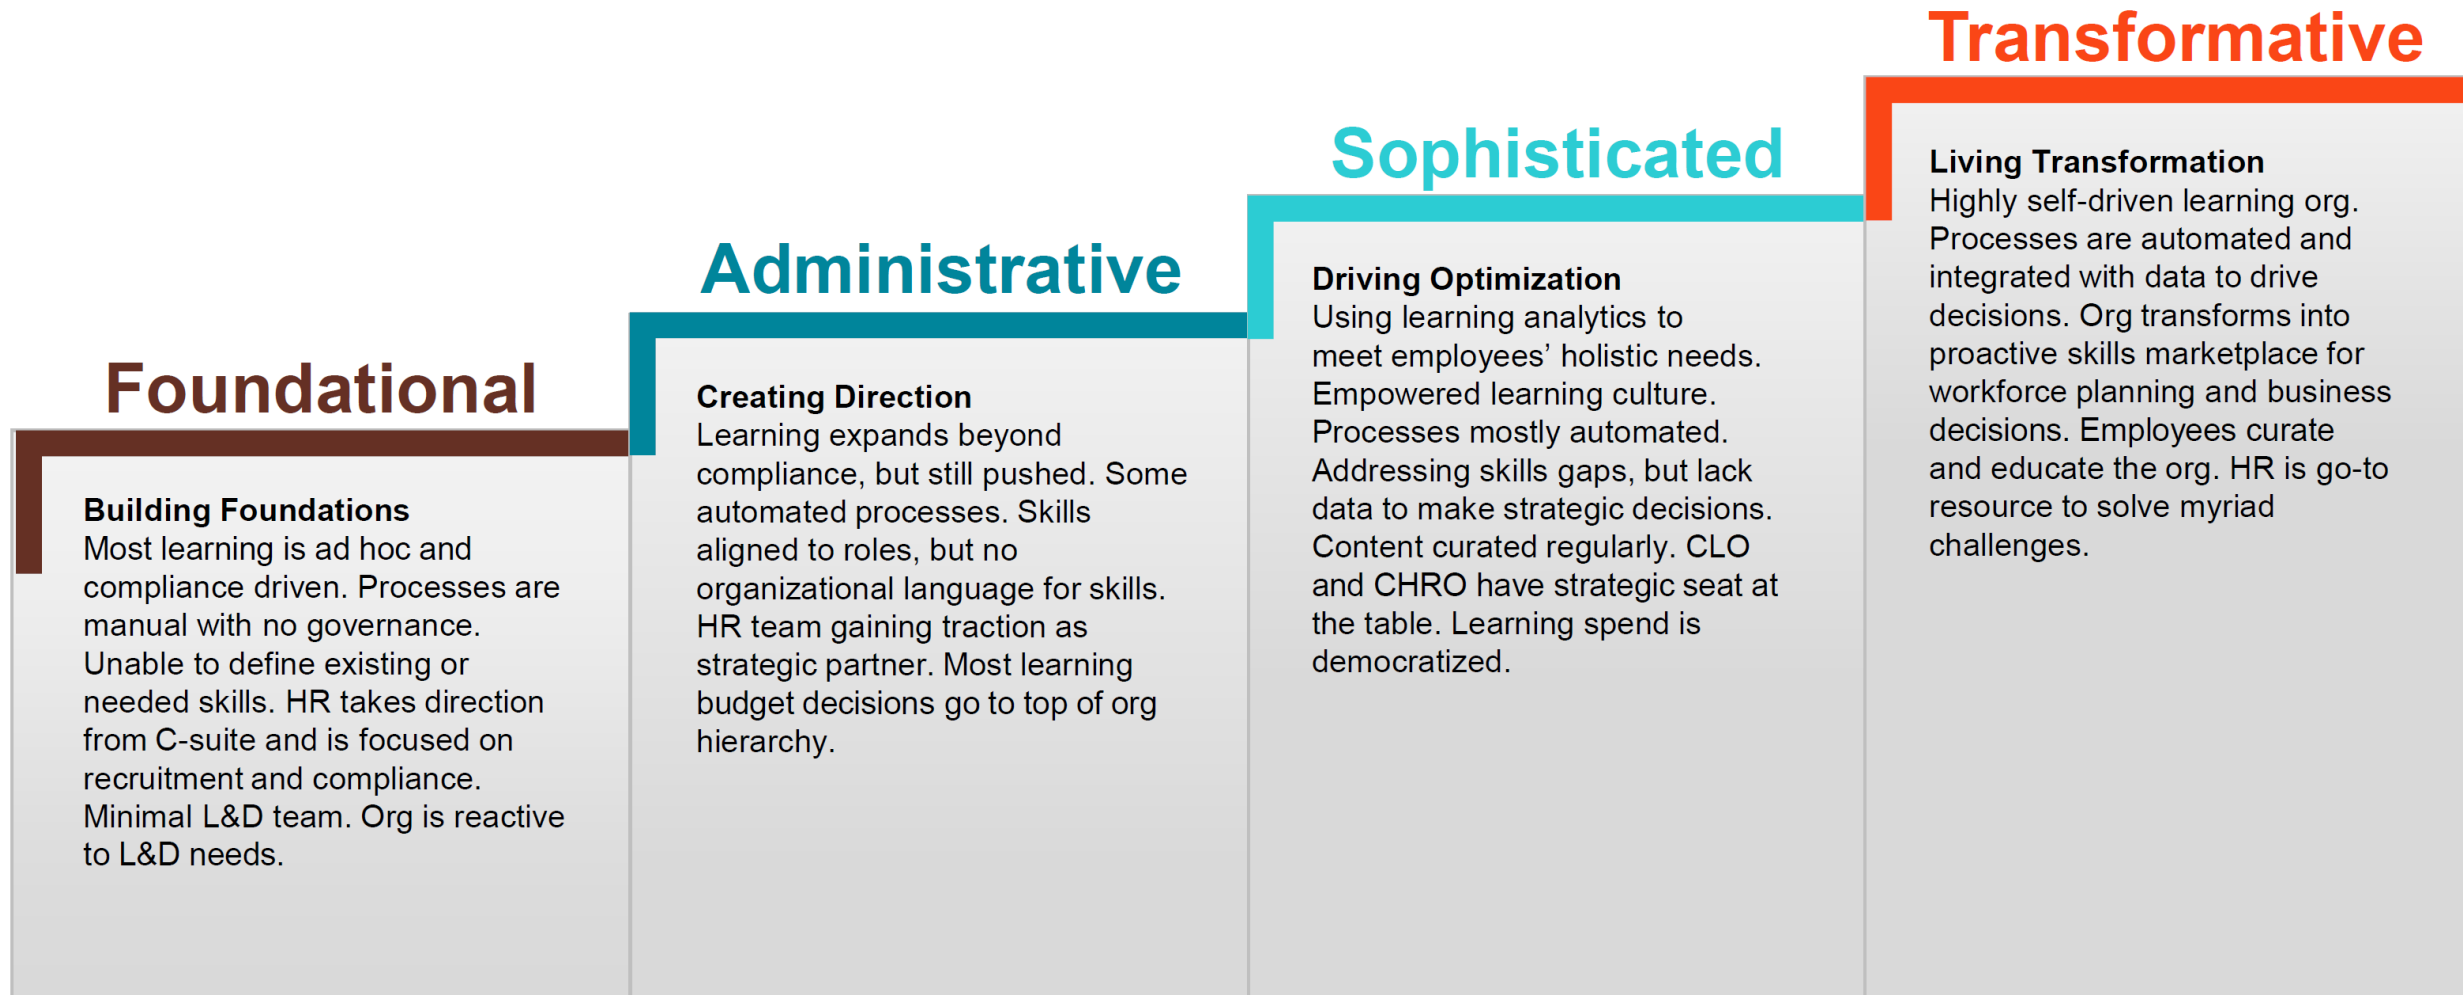 Foundational
Building Foundations
Most learning is ad hoc and
compliance driven. Processes are
manual with no governance.
Unable to define existing or
needed skills. HR takes direction
from C-suite and is focused on
recruitment and compliance.
Minimal L&D team. Org is reactive
to L&D needs.
Administrative
Creating Direction
Learning expands beyond
compliance, but still pushed. Some
automated processes. Skills
aligned to roles, but no
organizational language for skills.
HR team gaining traction as
strategic partner. Most learning
budget decisions go to top of org
hierarchy.
Sophisticated
Driving Optimization
Using learning analytics to
meet employees’ holistic needs.
Empowered learning culture.
Processes mostly automated.
Addressing skills gaps, but lack
data to make strategic decisions.
Content curated regularly. CLO
and CHRO have strategic seat at
the table. Learning spend is
democratized.
Transformative
Living Transformation
Highly self-driven learning org.
Processes are automated and
integrated with data to drive
decisions. Org transforms into
proactive skills marketplace for
workforce planning and business
decisions. Employees curate
and educate the org. HR is go-to
resource to solve myriad
challenges.